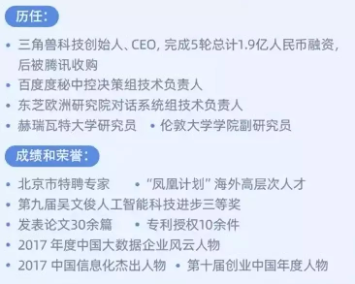 历任：
• 三角兽科技创始人、CEO，完成5轮总计1.9亿人民币融资，
后被腾讯收购
• 百度度秘中控决策组技术负责人
• 东芝欧洲研究院对话系统组技术负责人
• 赫瑞瓦特大学研究员 • 伦敦大学学院副研究员
成绩和荣誉：
• 北京市特聘专家 • “凤凰计划”海外高层次人才
• 第九届吴文俊人工智能科技进步三等奖
• 发表论文30余篇 • 专利授权10余件
• 2017 年度中国大数据企业风云人物
• 2017 中国信息化杰出人物 • 第十届创业中国年度人物